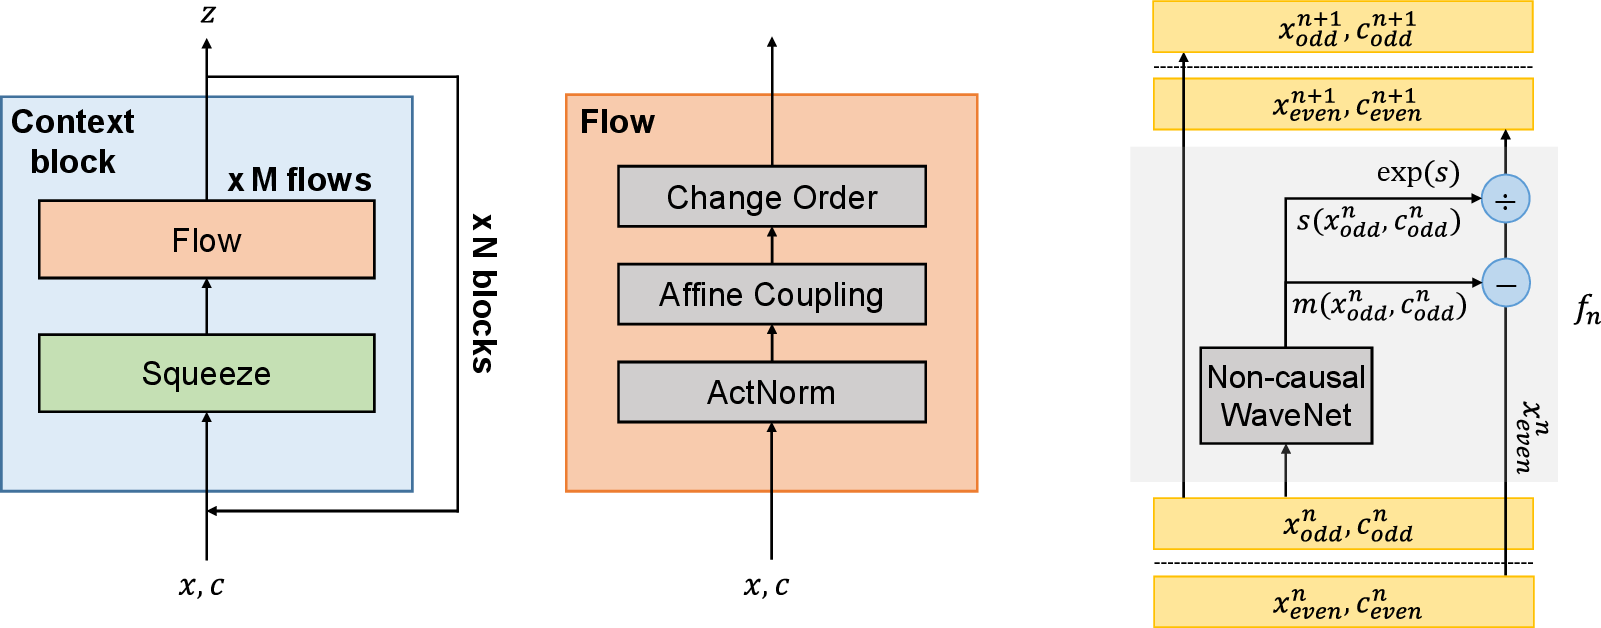 z
Context
block
x M flows
Flow
Squeeze
x N blocks
x, c
Flow
Change Order
Affine Coupling
ActNorm
x, c
x_{odd}^{n+1}, c_{odd}^{n+1}
x_{even}^{n+1}, c_{even}^{n+1}
exp(s)
÷
s(x_{odd}^{n}, c_{odd}^{n})
−
m(x_{odd}^{n}, c_{odd}^{n})
f_n
Non-causal
WaveNet
x_{even}^{n}
x_{odd}^{n}, c_{odd}^{n}
x_{even}^{n}, c_{even}^{n}